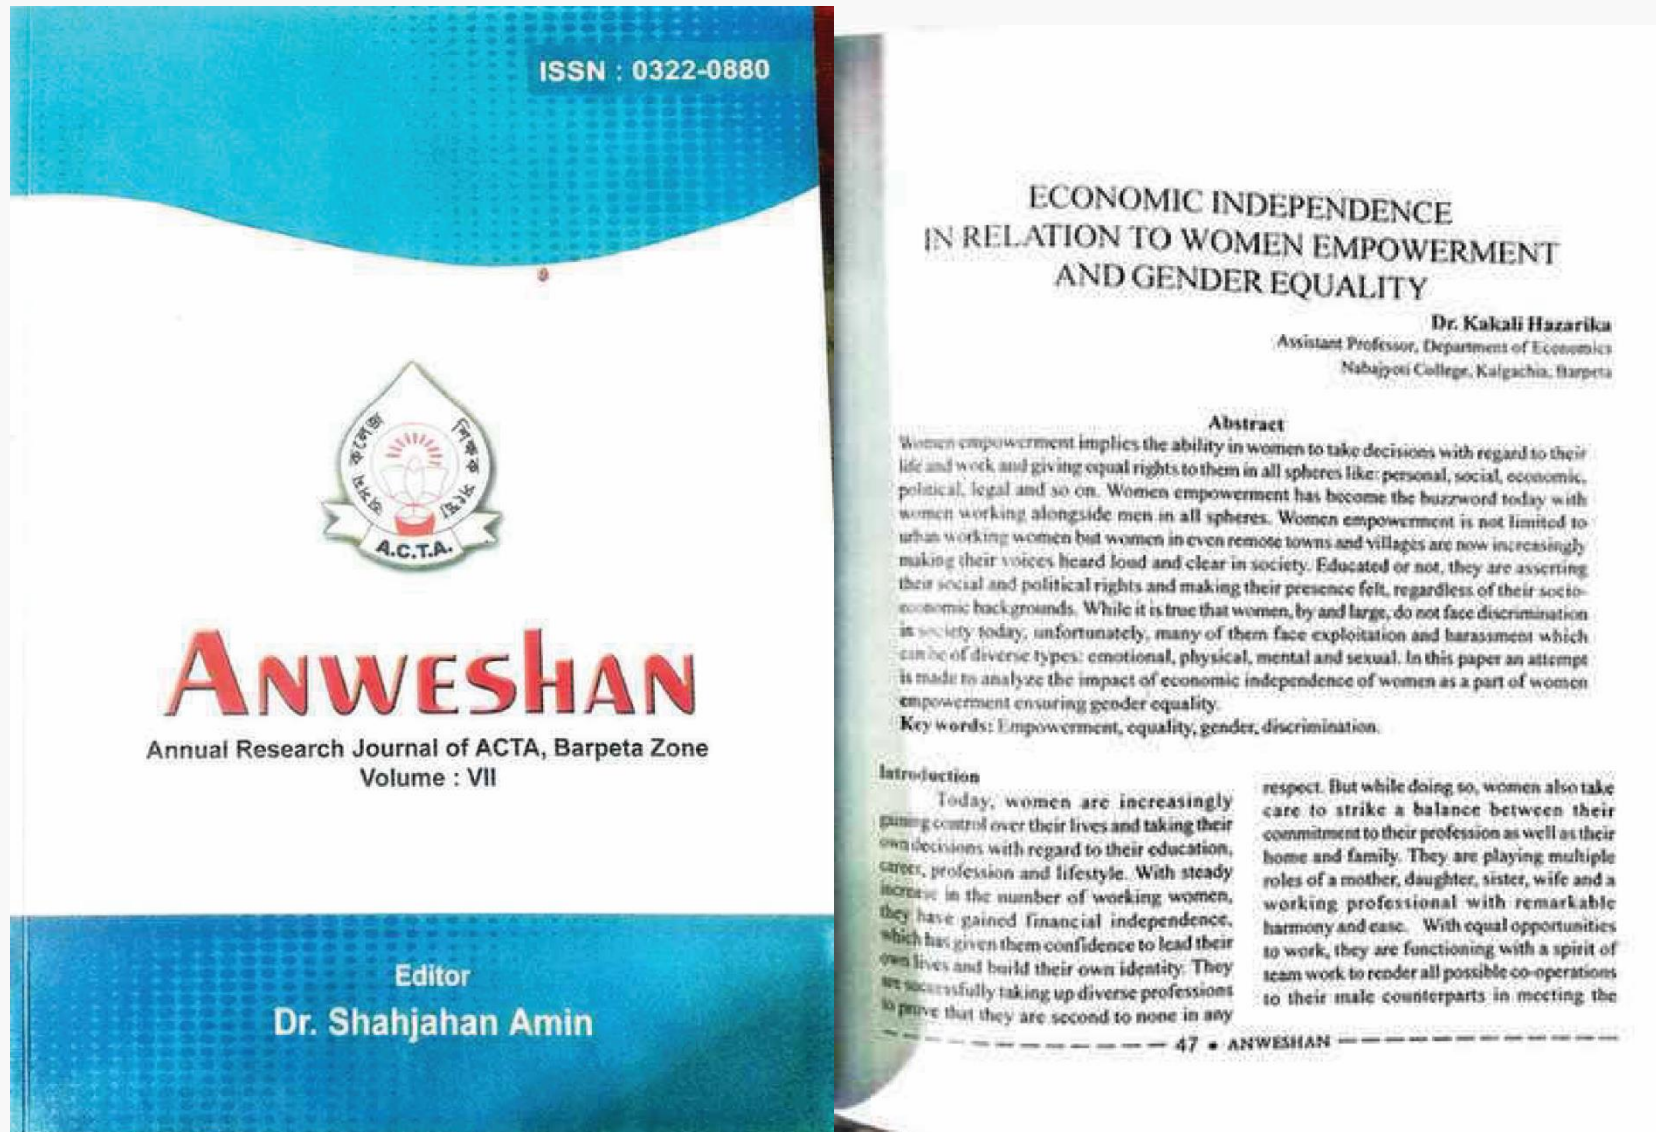 ISSN : 0322-0880
অসম কলেজ শিক্ষক সংস্থা
A.C.T.A.
ANWESHAN
Annual Research Journal of ACTA, Barpeta Zone
Volume : VII
Editor
Dr. Shahjahan Amin
ECONOMIC INDEPENDENCE
IN RELATION TO WOMEN EMPOWERMENT
AND GENDER EQUALITY
Dr. Kakali Hazarika
Assistant Professor, Department of Economics
Nabajyoti College, Kalgachia, Barpeta
Abstract
Women empowerment implies the ability in women to take decisions with regard to their
life and work and giving equal rights to them in all spheres like: personal, social, economic,
political, legal and so on. Women empowerment has become the buzzword today with
women working alongside men in all spheres. Women empowerment is not limited to
urban working women but women in even remote towns and villages are now increasingly
making their voices heard loud and clear in society. Educated or not, they are asserting
their social and political rights and making their presence felt, regardless of their socio-
economic backgrounds. While it is true that women, by and large, do not face discrimination
in society today, unfortunately, many of them face exploitation and harassment which
can be of diverse types: emotional, physical, mental and sexual. In this paper an attempt
is made to analyze the impact of economic independence of women as a part of women
empowerment ensuring gender equality.
Key words: Empowerment, equality, gender, discrimination.
Introduction
Today, women are increasingly
gaining control over their lives and taking their
own decisions with regard to their education,
career, profession and lifestyle. With steady
increase in the number of working women,
they have gained financial independence,
which has given them confidence to lead their
own lives and build their own identity. They
are successfully taking up diverse professions
to prove that they are second to none in any
respect. But while doing so, women also take
care to strike a balance between their
commitment to their profession as well as their
home and family. They are playing multiple
roles of a mother, daughter, sister, wife and a
working professional with remarkable
harmony and ease. With equal opportunities
to work, they are functioning with a spirit of
team work to render all possible co-operations
to their male counterparts in meeting the
47 • ANWESHAN